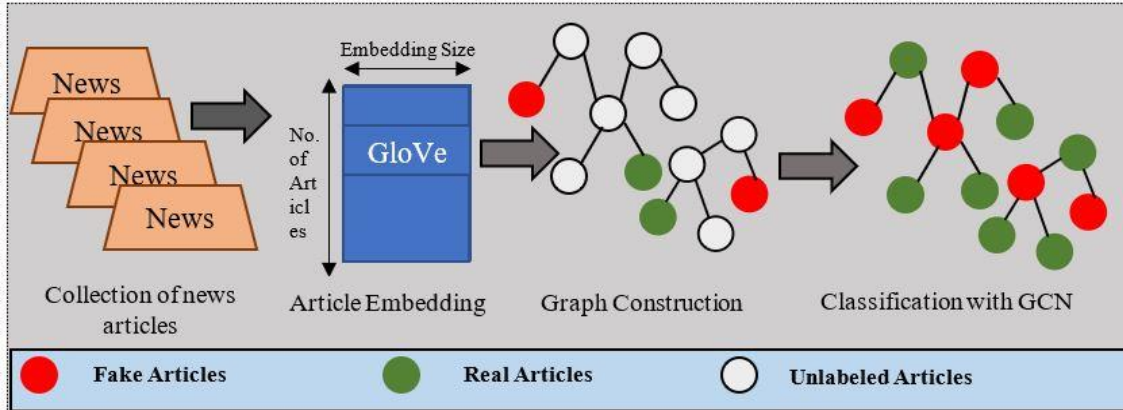 News
News
News
News
Embedding Size
No.
of
Art
icl
es
GloVe
Collection of news
articles
Article Embedding
Graph Construction
Classification with GCN
Fake Articles
Real Articles
Unlabeled Articles